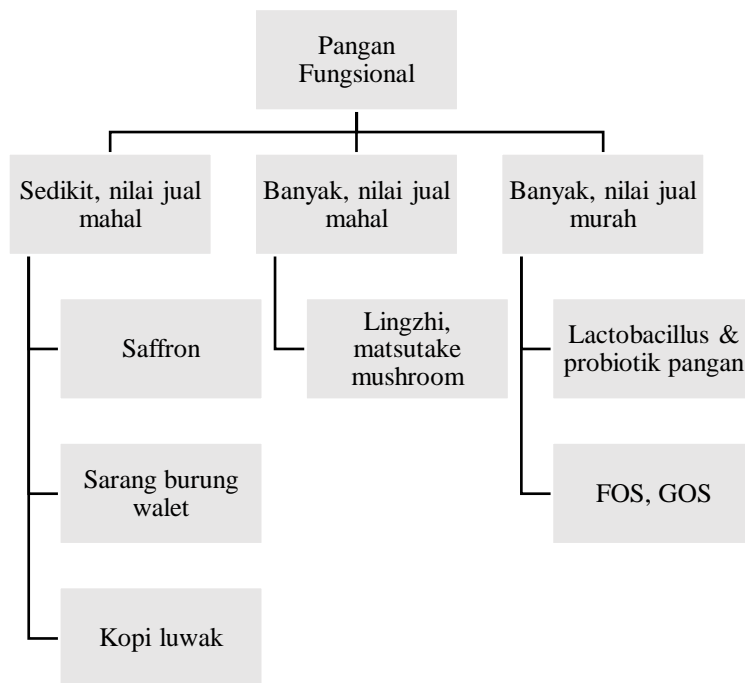 Pangan
Fungsional
Sedikit, nilai jual
mahal
Banyak, nilai jual
mahal
Banyak, nilai jual
murah
Saffron
Sarang burung
walet
Kopi luwak
Lingzhi,
matsutake
mushroom
Lactobacillus &
probiotik pangan
FOS, GOS